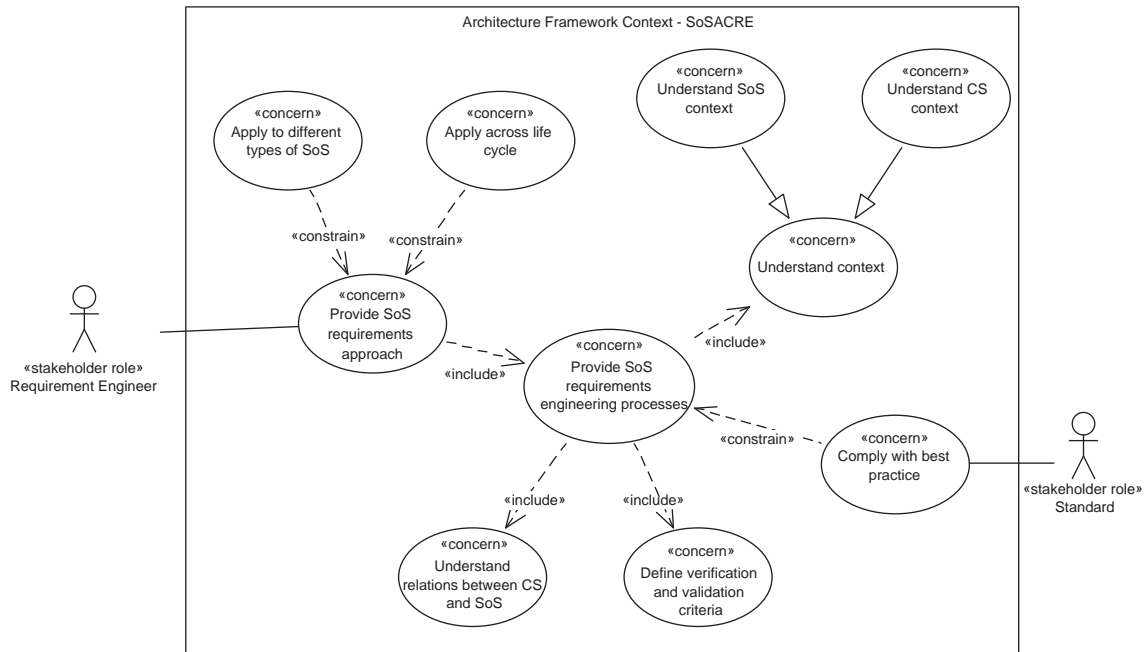 Architecture Framework Context - SoSACRE
«concern»
Understand SoS
context
«concern»
Understand CS
context
«concern»
Apply to different
types of SoS
«concern»
Apply across life
cycle
«constrain»
«constrain»
«concern»
Understand context
«concern»
Provide SoS
requirements
approach
«stakeholder role»
Requirement Engineer
«include»
«include»
«concern»
Provide SoS
requirements
engineering processes
«constrain»
«concern»
Comply with best
practice
«stakeholder role»
Standard
«include»
«include»
«concern»
Understand
relations between CS
and SoS
«concern»
Define verification
and validation
criteria